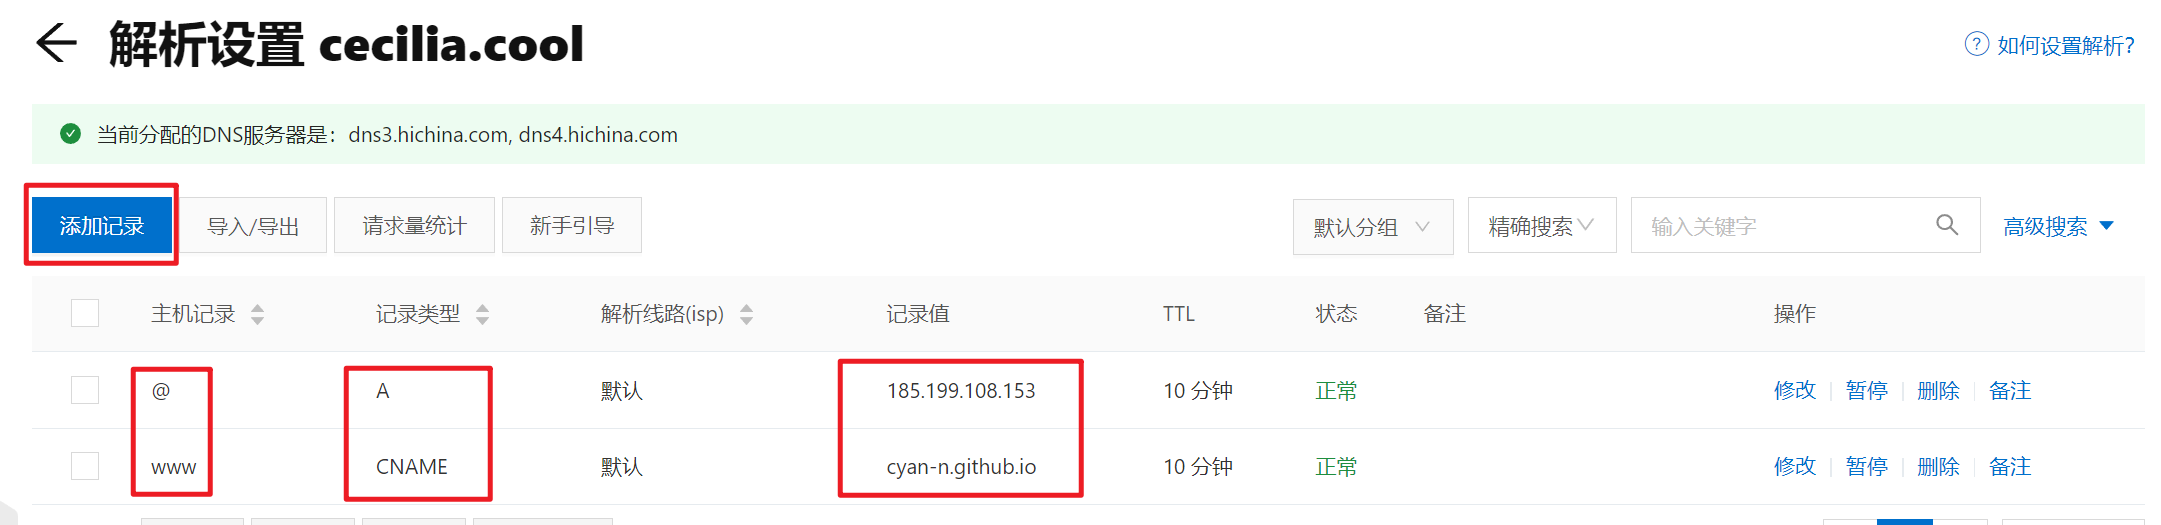 解析设置 cecilia.cool
如何设置解析?
当前分配的DNS服务器是：dns3.hichina.com, dns4.hichina.com
添加记录 导入/导出 请求量统计 新手引导 默认分组 精确搜索 输入关键字 高级搜索
主机记录 记录类型 解析线路(isp) 记录值 TTL 状态 备注 操作
@ A 默认 185.199.108.153 10 分钟 正常 修改 暂停 删除 备注
www CNAME 默认 cyan-n.github.io 10 分钟 正常 修改 暂停 删除 备注